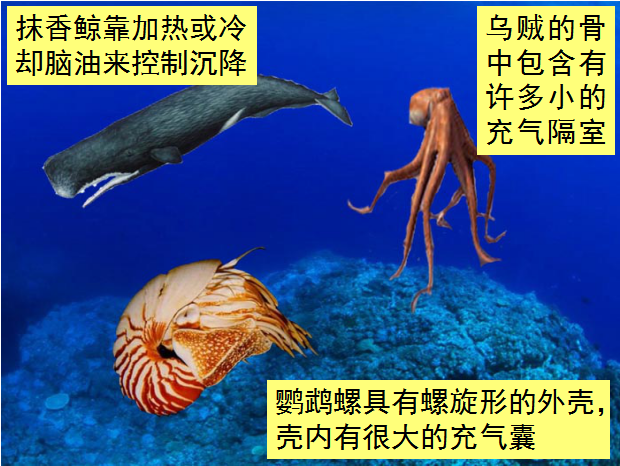 抹香鲸靠加热或冷
却脑油来控制沉降
乌贼的骨
中包含有
许多小的
充气隔室
鹦鹉螺具有螺旋形的外壳，
壳内有很大的充气囊